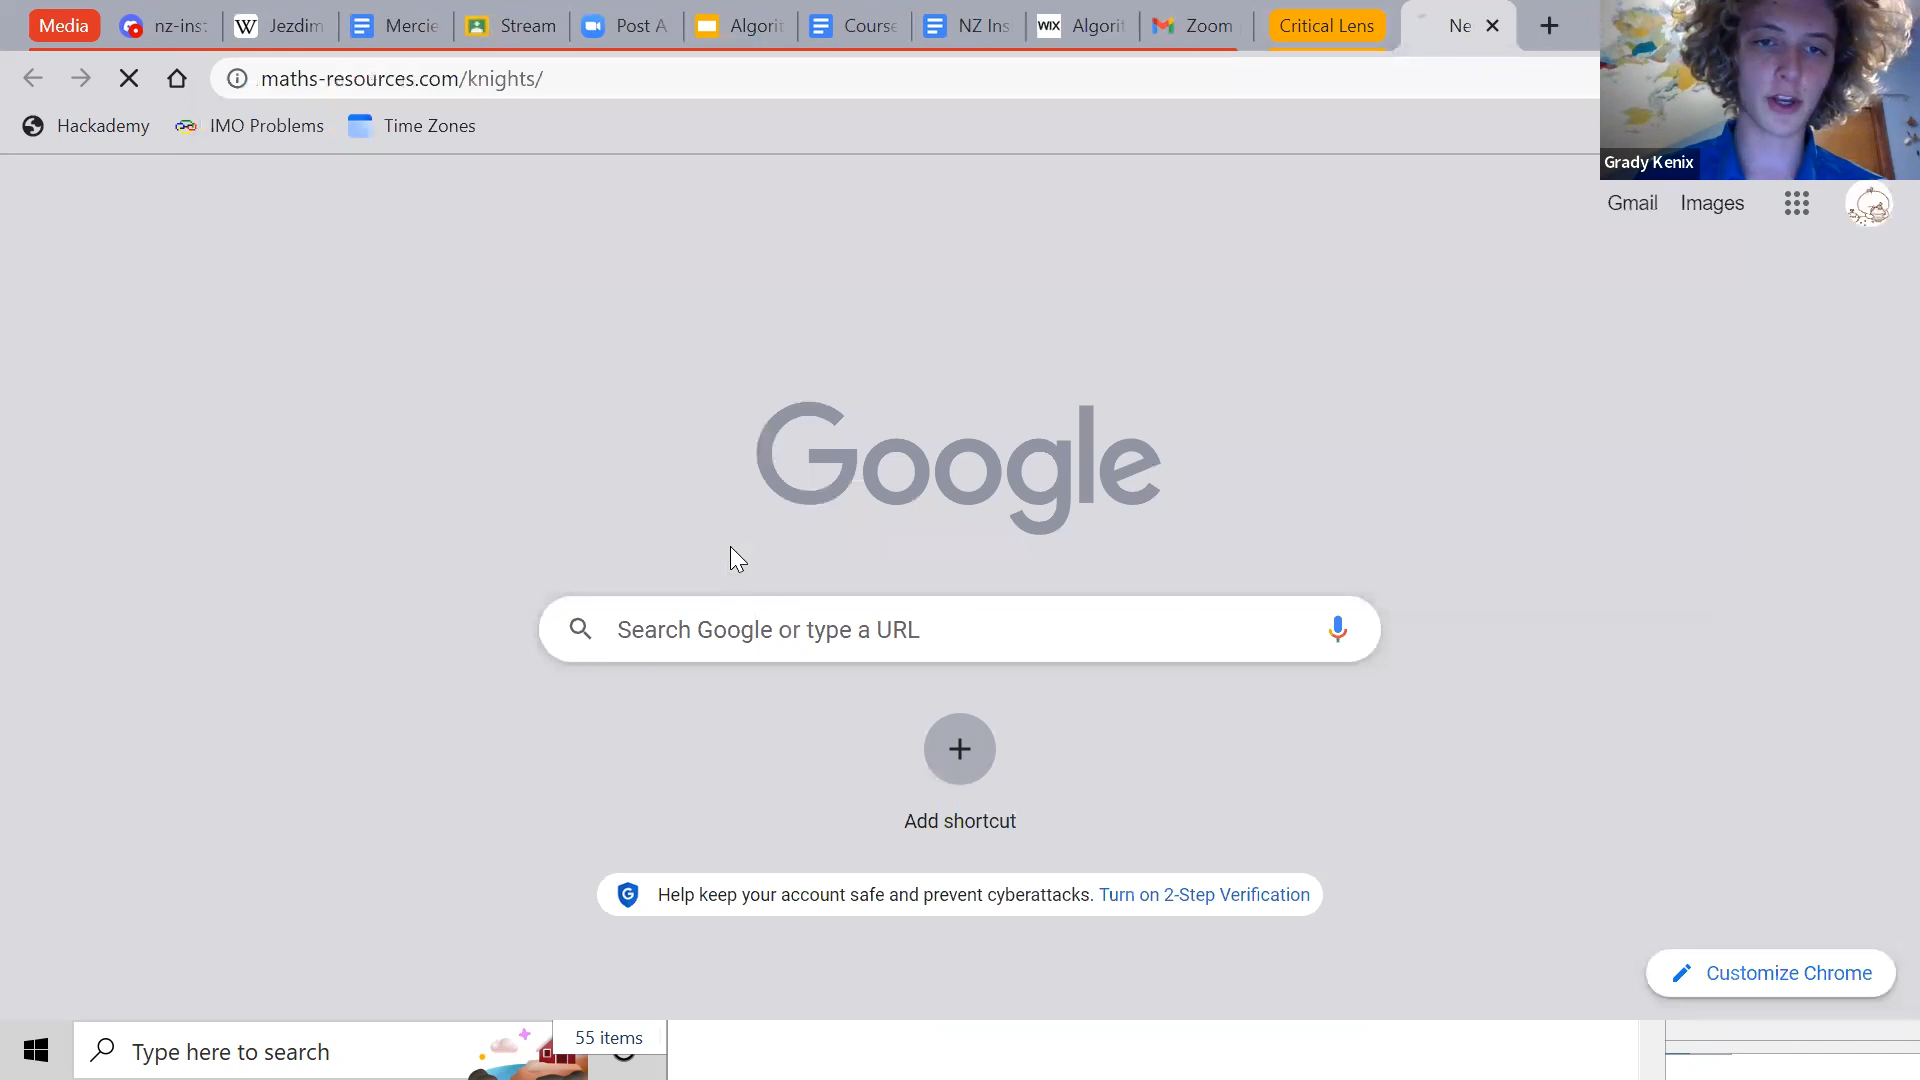 Media
nz-inst
Jezdim
Mercie
Stream
Post A
Algorit
Course
NZ Ins
WIX
Algorit
Zoom
Critical Lens
Ne
maths-resources.com/knights/
Hackademy
IMO Problems
Time Zones
Grady Kenix
Gmail
Images
Google
Search Google or type a URL
Add shortcut
Help keep your account safe and prevent cyberattacks. Turn on 2-Step Verification
Customize Chrome
55 items
Type here to search